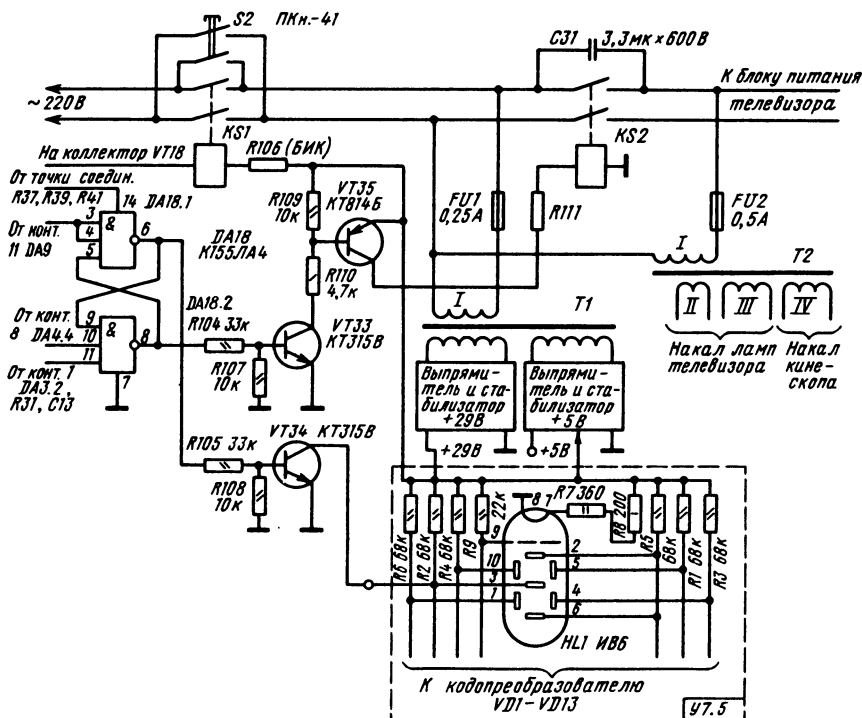 S2 ПКн.-41
С31 3,3мк×600В
К блоку питания
телевизора
~220В
KS1
KS2
На коллектор VT18
R106 (БИК)
От точки соедин.
R37, R39, R41
DA18.1
14
3
4
5
&
6
От конт.
11 DA9
DA18
К155ЛА4
R109
10к
VT35
КТ814Б
R110
4,7к
R111
FU1
0,25А
FU2
0,5А
I
T1
I
T2
II
III
IV
Накал ламп
телевизора
Накал
кине-
скопа
DA18.2
От конт.
8 DA4.4
9
10
11
&
8
7
От конт. 1
DA3.2,
R31, С13
R104 33к
R107
10к
VT33
КТ315В
Выпрями-
тель и ста-
билизатор
+29В
Выпрями-
тель и ста-
билизатор
+5В
+29В
+5В
R105 33к
R108
10к
VT34 КТ315В
R6 68к
R2 68к
R4 68к
R9
22к
R7 360
R8 200
R5
68к
R1 68к
R3 68к
8
7
9
10
3
1
2
5
4
6
HL1 ИВ6
К кодопреобразователю
VD1-VD13
У7.5